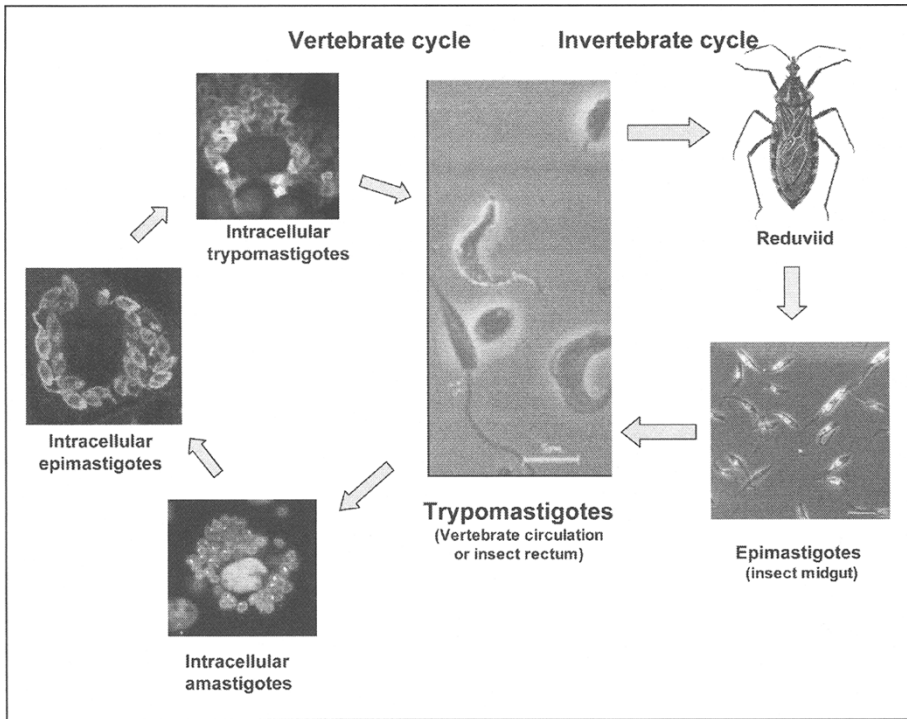 Vertebrate cycle
Invertebrate cycle
Intracellular
trypomastigotes
Reduviid
Intracellular
epimastigotes
Trypomastigotes
(Vertebrate circulation
or insect rectum)
Epimastigotes
(insect midgut)
Intracellular
amastigotes